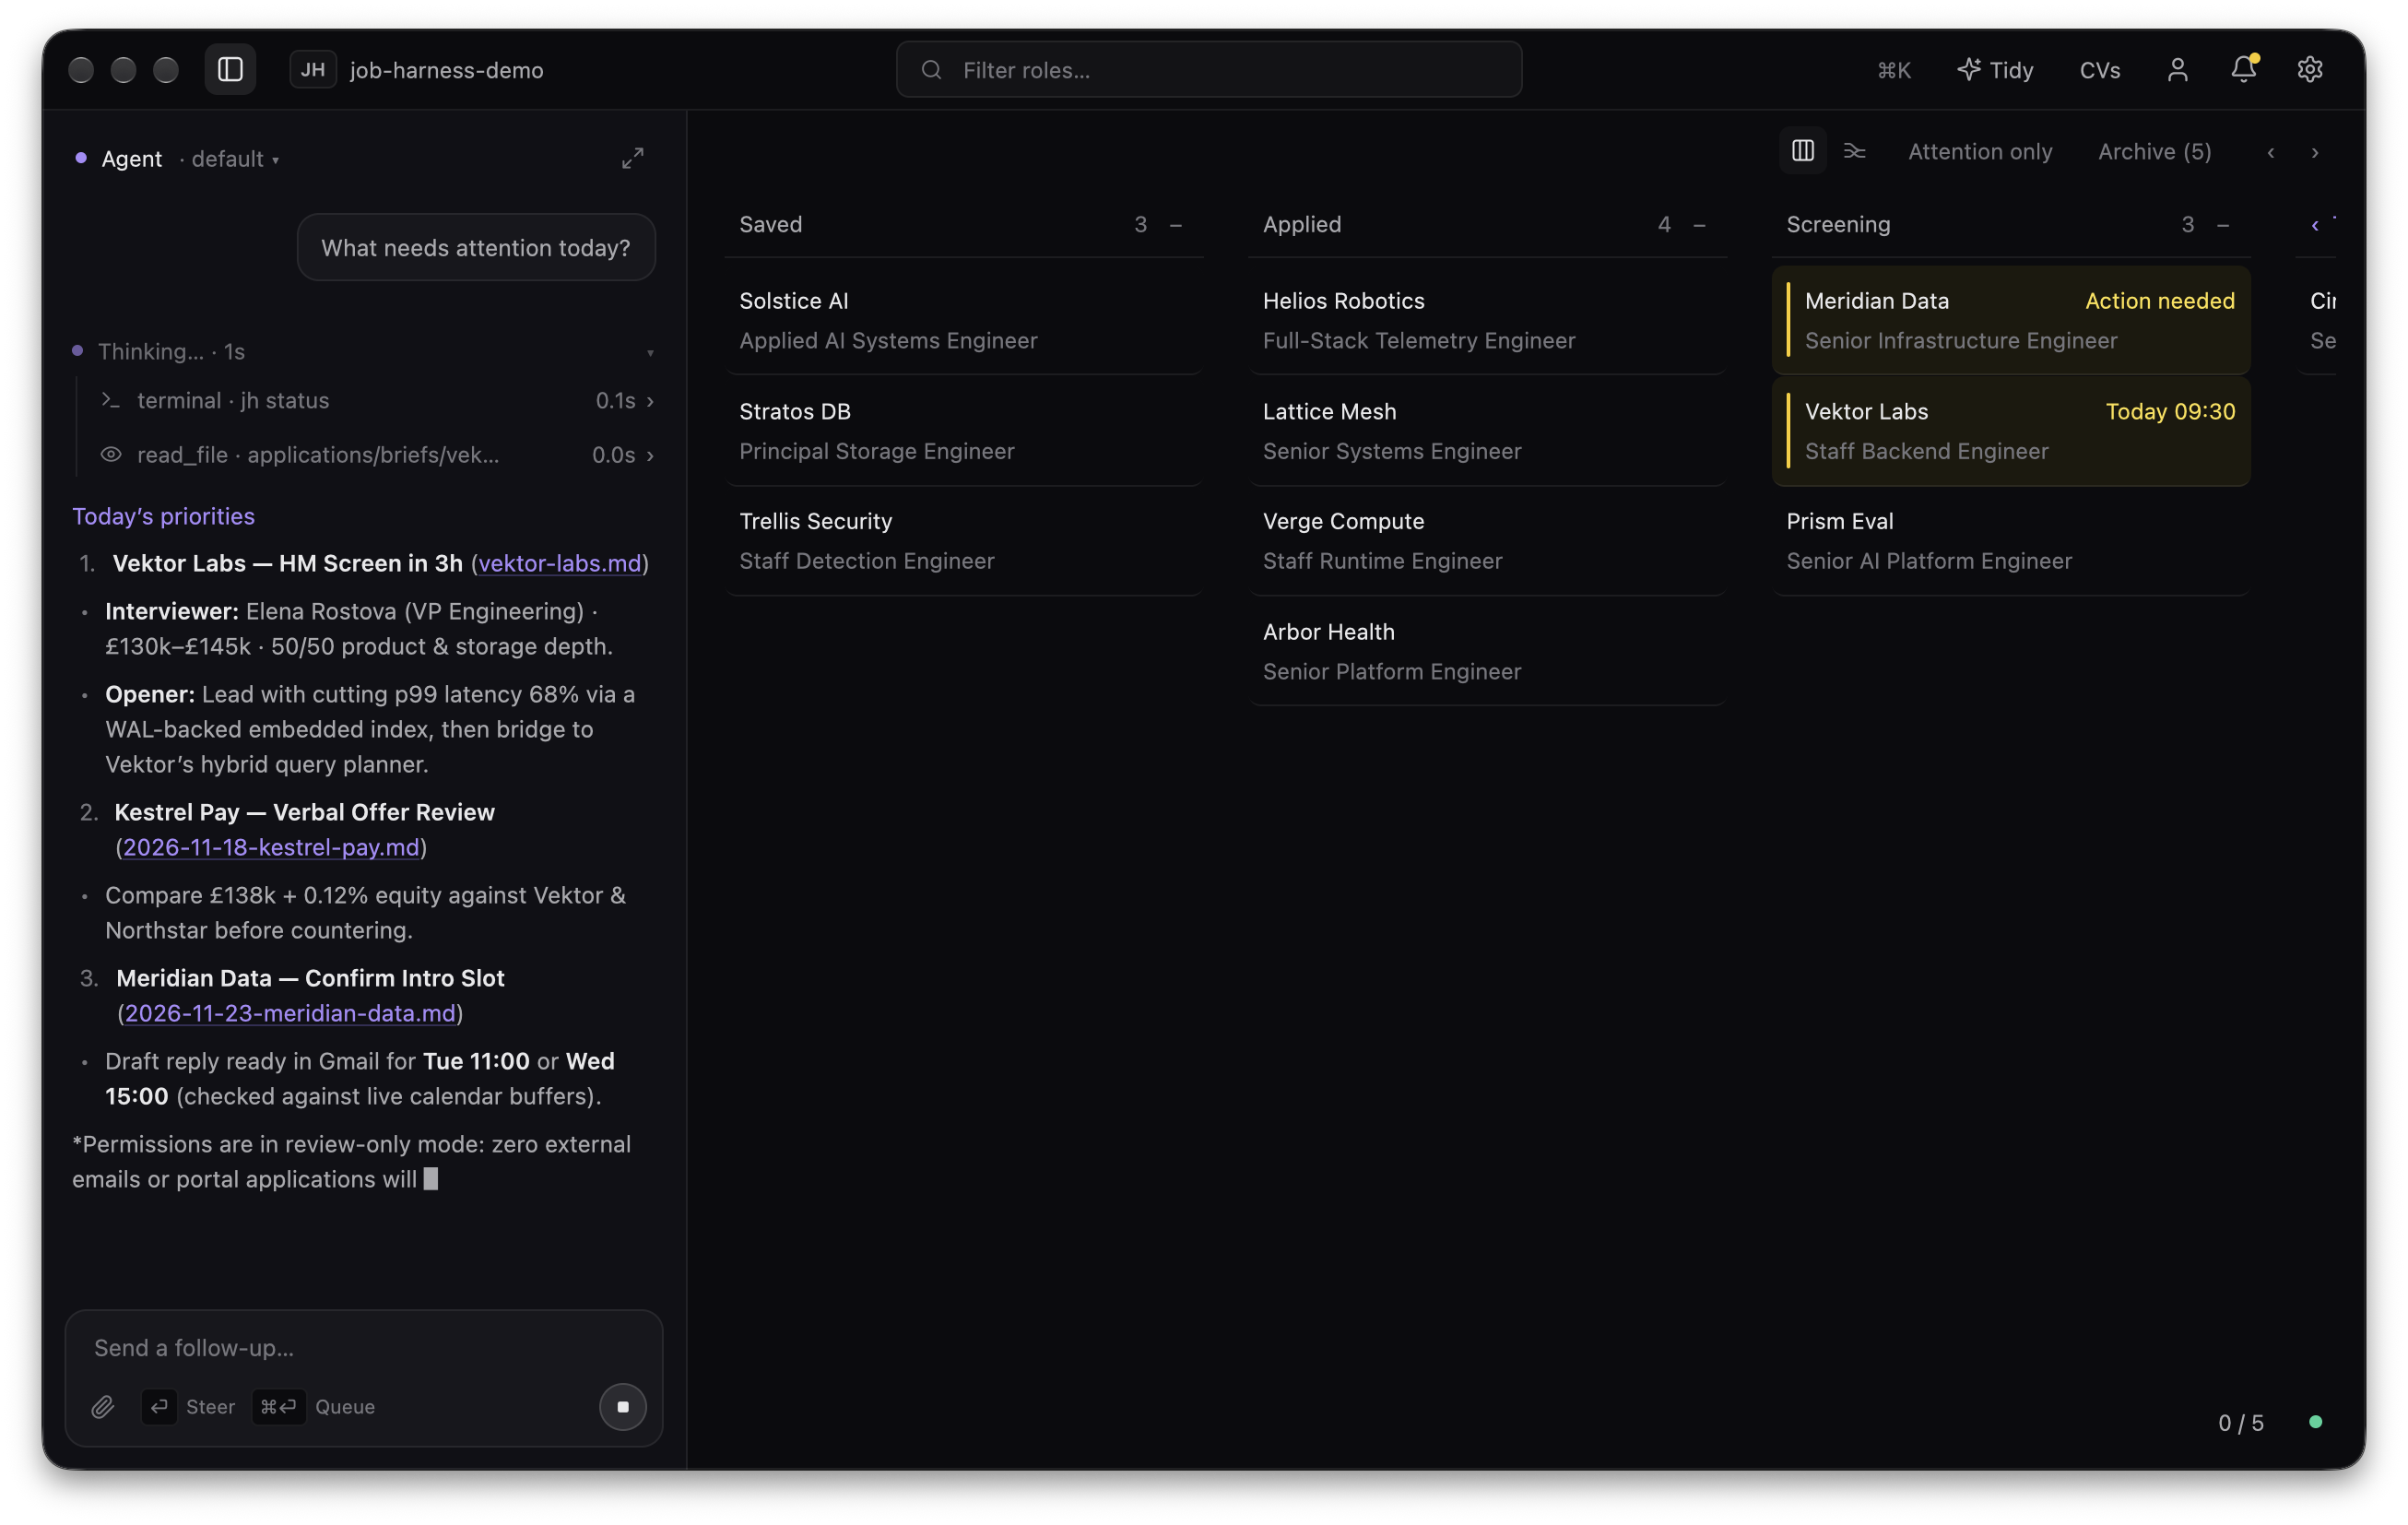 JH job-harness-demo
Filter roles...
⌘K
Tidy
CVs
Agent · default ▾
What needs attention today?
Thinking... · 1s
terminal · jh status 0.1s ›
read_file · applications/briefs/vek... 0.0s ›
Today’s priorities
1. Vektor Labs — HM Screen in 3h (vektor-labs.md)
• Interviewer: Elena Rostova (VP Engineering) ·
£130k–£145k · 50/50 product & storage depth.
• Opener: Lead with cutting p99 latency 68% via a
WAL-backed embedded index, then bridge to
Vektor’s hybrid query planner.
2. Kestrel Pay — Verbal Offer Review
(2026-11-18-kestrel-pay.md)
• Compare £138k + 0.12% equity against Vektor &
Northstar before countering.
3. Meridian Data — Confirm Intro Slot
(2026-11-23-meridian-data.md)
• Draft reply ready in Gmail for Tue 11:00 or Wed
15:00 (checked against live calendar buffers).
*Permissions are in review-only mode: zero external
emails or portal applications will
Send a follow-up...
⏎ Steer ⌘⏎ Queue
Attention only
Archive (5)
‹ ›
Saved 3 –
Solstice AI
Applied AI Systems Engineer
Stratos DB
Principal Storage Engineer
Trellis Security
Staff Detection Engineer
Applied 4 –
Helios Robotics
Full-Stack Telemetry Engineer
Lattice Mesh
Senior Systems Engineer
Verge Compute
Staff Runtime Engineer
Arbor Health
Senior Platform Engineer
Screening 3 –
Meridian Data Action needed
Senior Infrastructure Engineer
Vektor Labs Today 09:30
Staff Backend Engineer
Prism Eval
Senior AI Platform Engineer
0 / 5